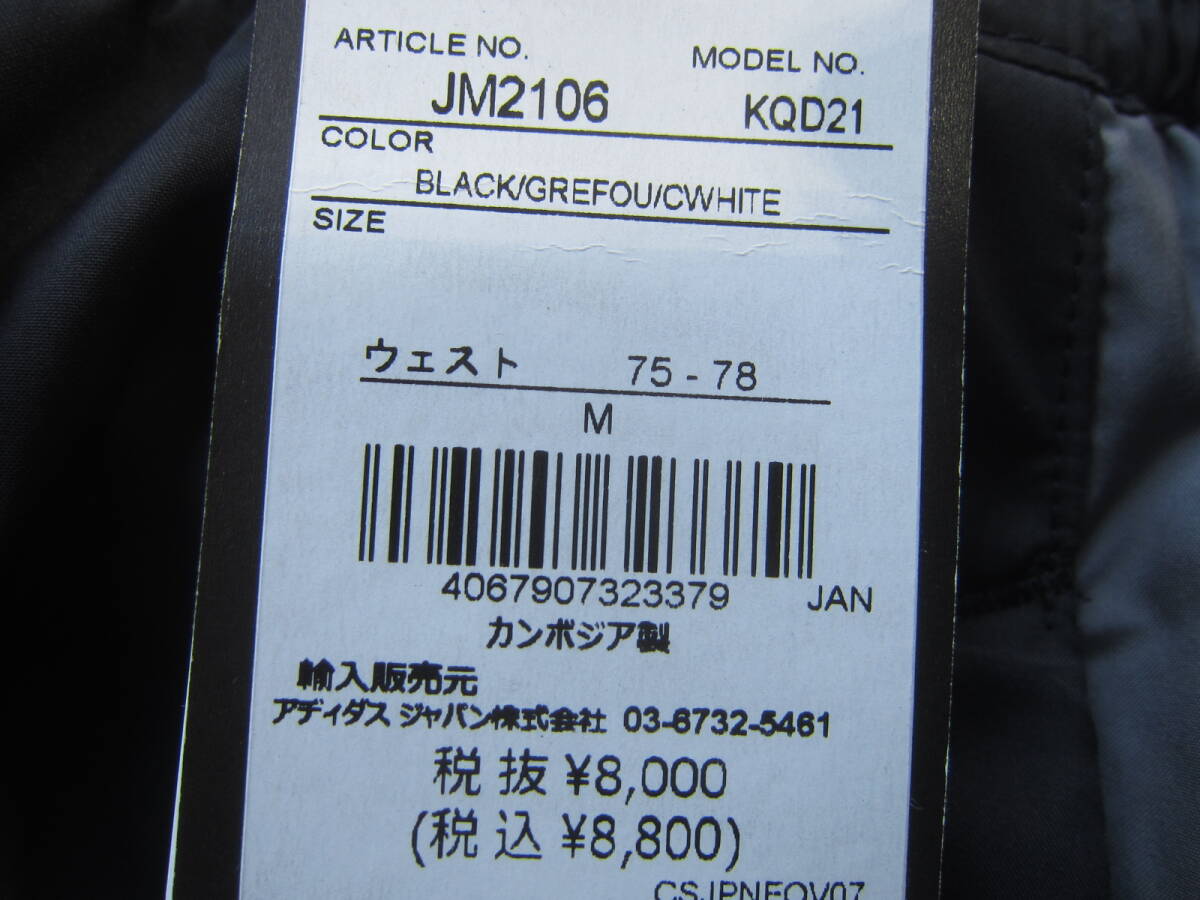 ARTICLE NO. MODEL NO.
JM2106 KQD21
COLOR
BLACK/GREFOU/CWHITE
SIZE
ウェスト 75 - 78
M
4067907323379 JAN
カンボジア製
輸入販売元
アディダス ジャパン株式会社 03-6732-5461
税抜 ¥8,000
(税込 ¥8,800)
CSJPNFOV07